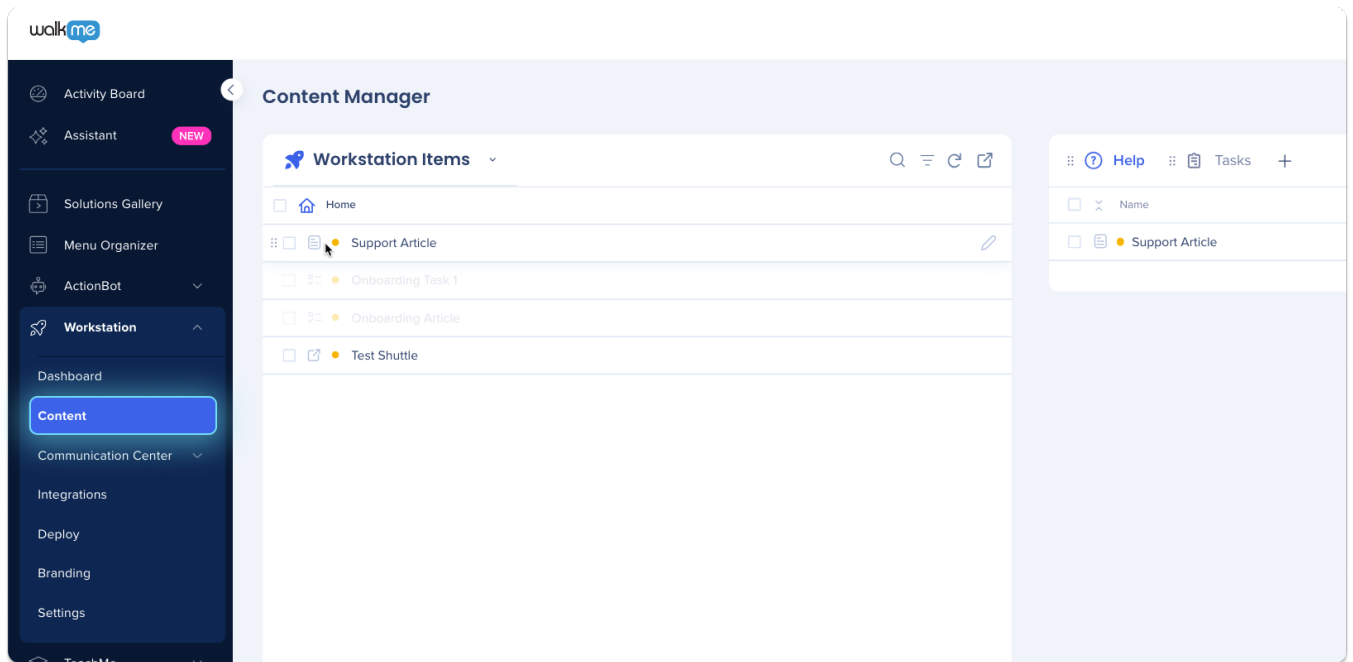 walkme
Activity Board
Assistant NEW
Solutions Gallery
Menu Organizer
ActionBot
Workstation
Dashboard
Content
Communication Center
Integrations
Deploy
Branding
Settings
Content Manager
Workstation Items
Home
Support Article
Onboarding Task 1
Onboarding Article
Test Shuttle
Help Tasks
Name
Support Article